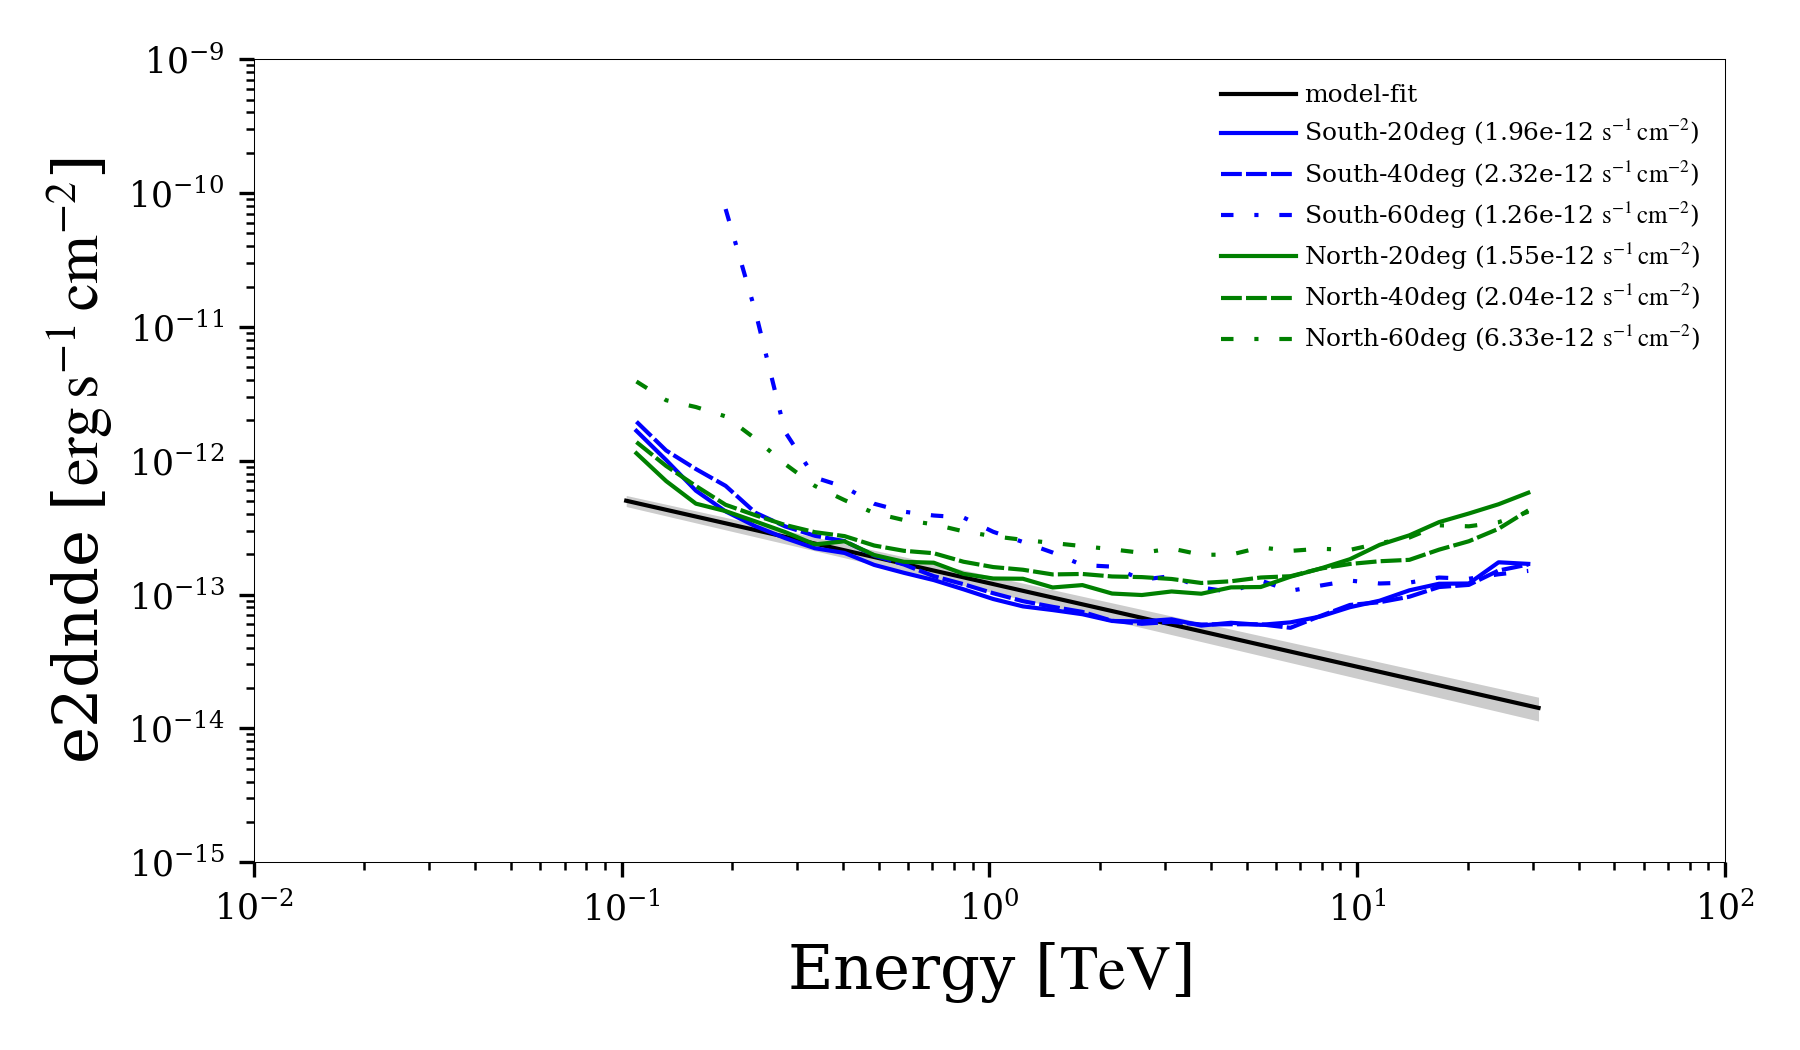 e2dnde [erg s⁻¹ cm⁻²]
10⁻⁹
10⁻¹⁰
10⁻¹¹
10⁻¹²
10⁻¹³
10⁻¹⁴
10⁻¹⁵
model-fit
South-20deg (1.96e-12 s⁻¹ cm⁻²)
South-40deg (2.32e-12 s⁻¹ cm⁻²)
South-60deg (1.26e-12 s⁻¹ cm⁻²)
North-20deg (1.55e-12 s⁻¹ cm⁻²)
North-40deg (2.04e-12 s⁻¹ cm⁻²)
North-60deg (6.33e-12 s⁻¹ cm⁻²)
10⁻² 10⁻¹ 10⁰ 10¹ 10²
Energy [TeV]